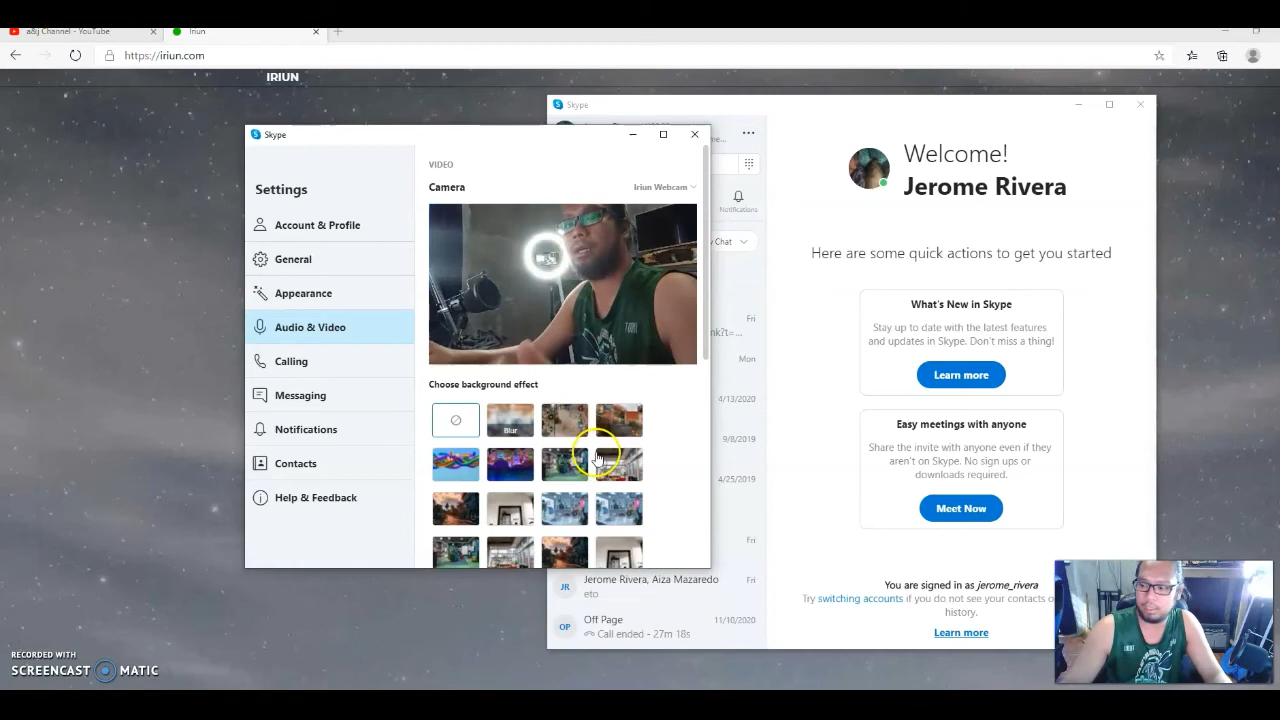 a&j Channel - YouTube
Iriun
https://iriun.com
IRIUN
Skype
Skype
me...
Notifications
y Chat
Settings
Account & Profile
General
Appearance
Audio & Video
Calling
Messaging
Notifications
Contacts
Help & Feedback
VIDEO
Camera
Iriun Webcam
Choose background effect
Blur
Fri
nk?t=...
Mon
4/13/2020
9/8/2019
4/25/2019
Fri
JR
Jerome Rivera, Aiza Mazaredo
Fri
eto
OP
Off Page
11/10/2020
Call ended - 27m 18s
Welcome!
Jerome Rivera
Here are some quick actions to get you started
What's New in Skype
Stay up to date with the latest features
and updates in Skype. Don't miss a thing!
Learn more
Easy meetings with anyone
Share the invite with anyone even if they
aren't on Skype. No sign ups or
downloads required.
Meet Now
You are signed in as jerome_rivera
Try switching accounts if you do not see your contacts o
history.
Learn more
RECORDED WITH
SCREENCAST MATIC